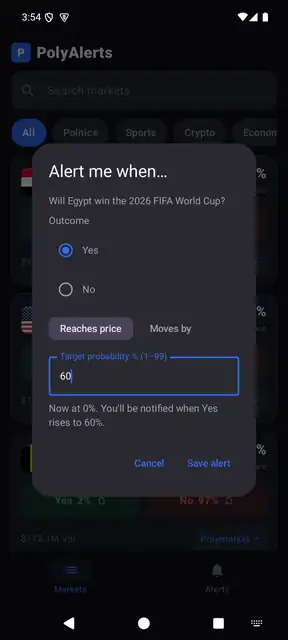 3:54
P PolyAlerts
Search markets
All Politics Sports Crypto Econom
Alert me when...
Will Egypt win the 2026 FIFA World Cup?
Outcome
Yes
No
Reaches price Moves by
Target probability % (1–99)
60
Now at 0%. You'll be notified when Yes
rises to 60%.
Cancel Save alert
Yes 2% No 97%
Polymarket
Markets Alerts